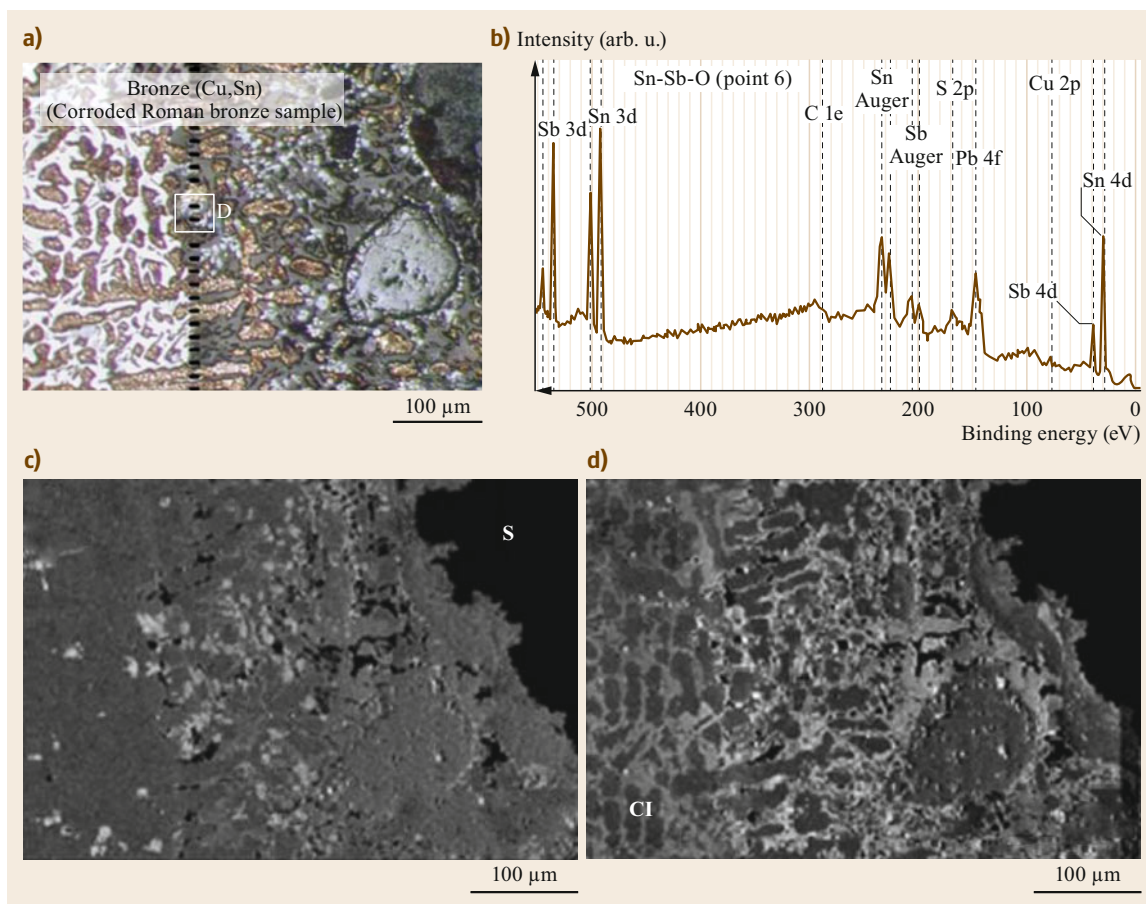 a)
Bronze (Cu,Sn)
(Corroded Roman bronze sample)
D
100 µm
b) Intensity (arb. u.)
Sn-Sb-O (point 6)
Sb 3d
Sn 3d
C 1e
Sn
Auger
Sb
Auger
S 2p
Pb 4f
Cu 2p
Sn 4d
Sb 4d
500 400 300 200 100 0
Binding energy (eV)
c)
S
100 µm
d)
CI
100 µm